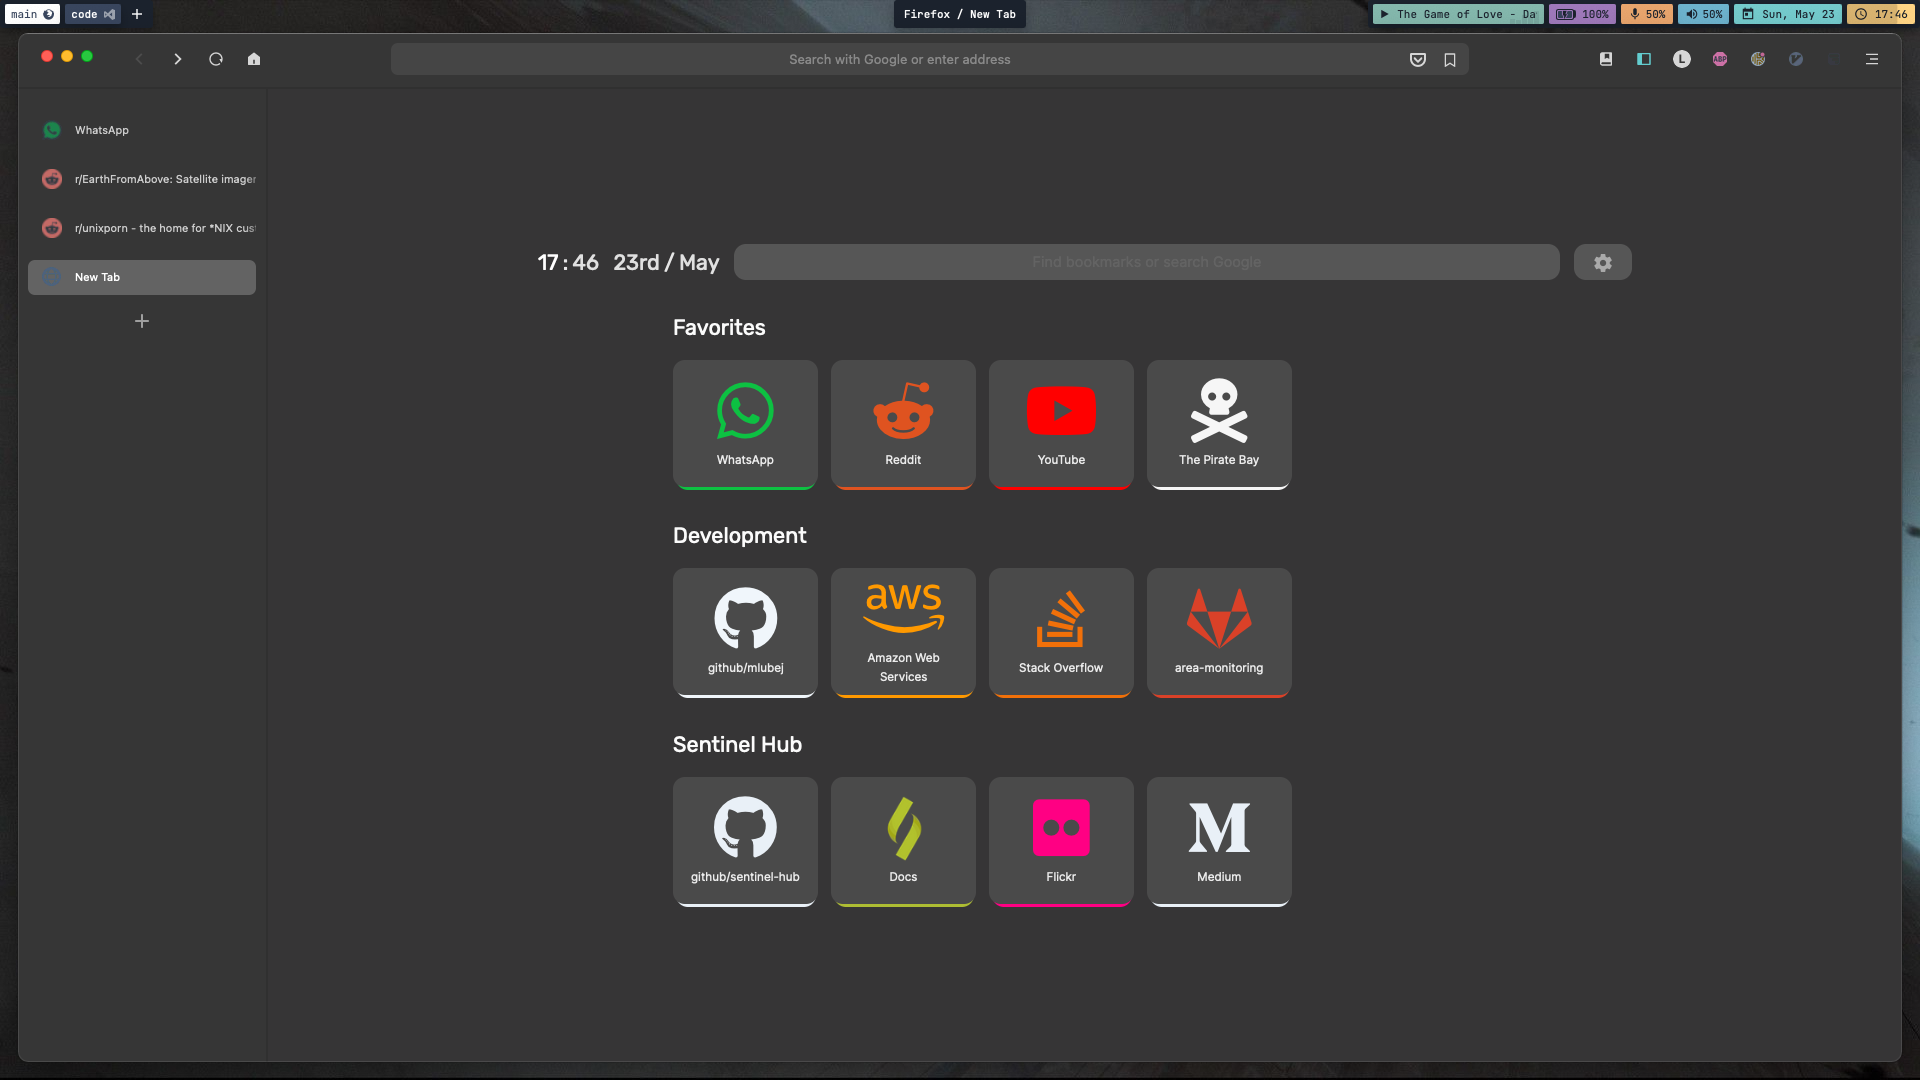 main
code
Firefox / New Tab
The Game of Love - Da
100%
50%
50%
Sun, May 23
17:46
Search with Google or enter address
L
ABP
WhatsApp
r/EarthFromAbove: Satellite imager
r/unixporn - the home for *NIX cus
New Tab
17 : 46 23rd / May
Find bookmarks or search Google
Favorites
WhatsApp
Reddit
YouTube
The Pirate Bay
Development
github/mlubej
aws
Amazon Web
Services
Stack Overflow
area-monitoring
Sentinel Hub
github/sentinel-hub
Docs
Flickr
M
Medium